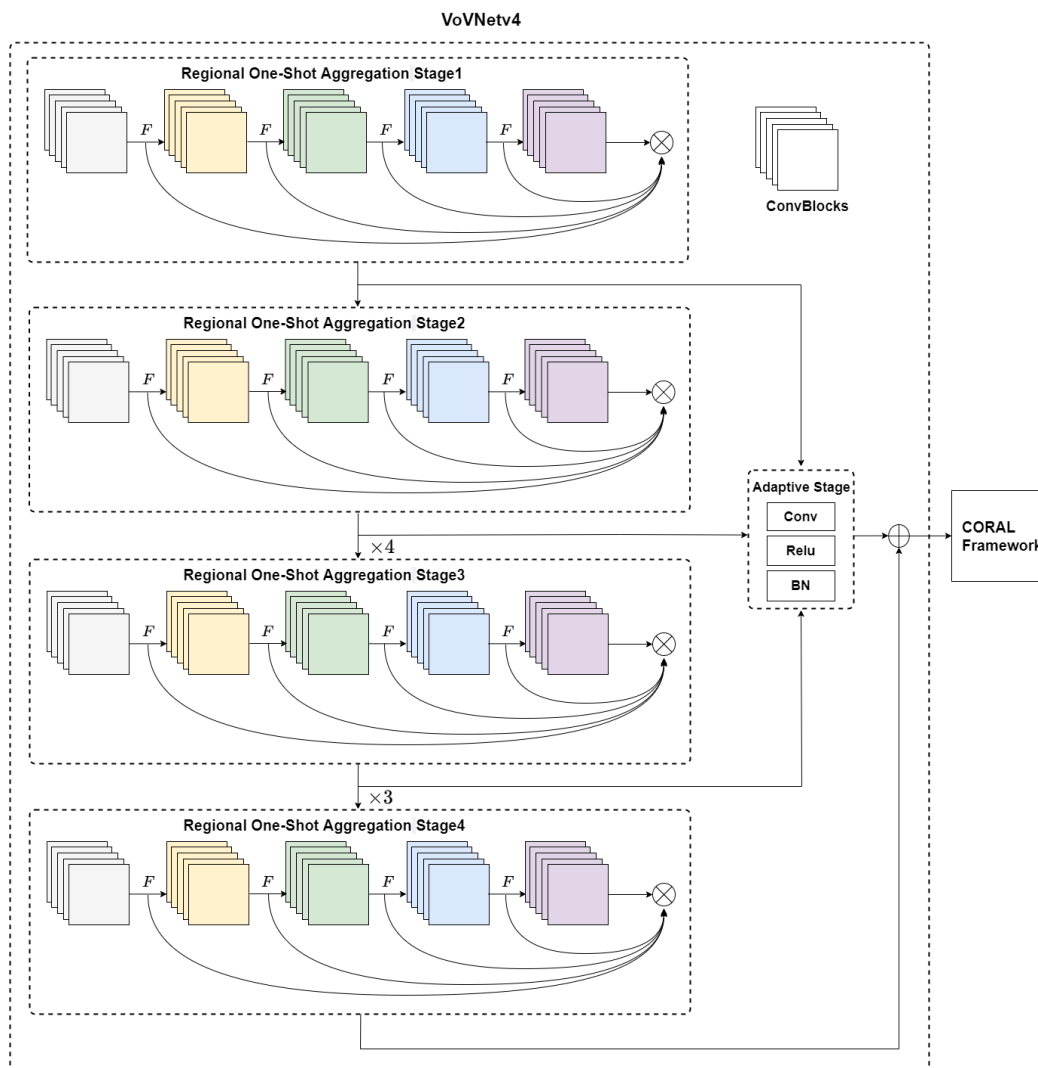 VoVNetv4
Regional One-Shot Aggregation Stage1
F F F F
ConvBlocks
Regional One-Shot Aggregation Stage2
F F F F
Adaptive Stage
Conv
Relu
BN
CORAL
Framework
×4
Regional One-Shot Aggregation Stage3
F F F F
×3
Regional One-Shot Aggregation Stage4
F F F F